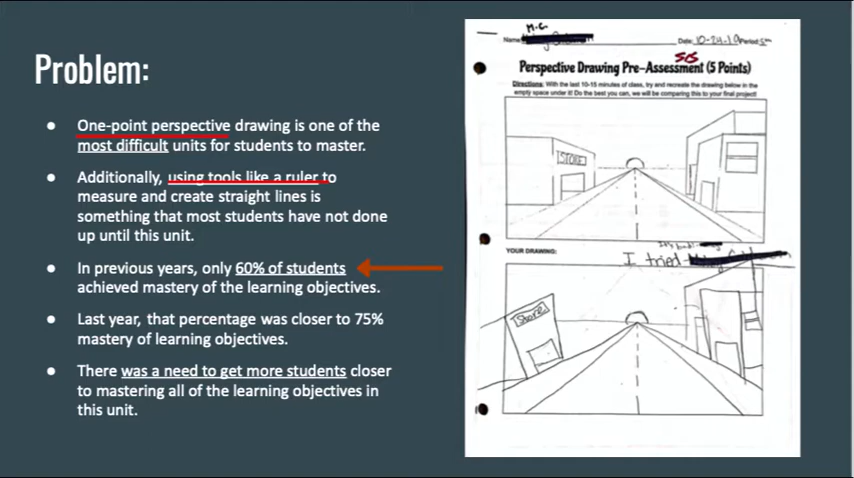 Problem:
One-point perspective drawing is one of the
most difficult units for students to master.
Additionally, using tools like a ruler to
measure and create straight lines is
something that most students have not done
up until this unit.
In previous years, only 60% of students
achieved mastery of the learning objectives.
Last year, that percentage was closer to 75%
mastery of learning objectives.
There was a need to get more students closer
to mastering all of the learning objectives in
this unit.
M.C.
Name: Date: 10-24-19 Period: 5th
5/5
Perspective Drawing Pre-Assessment (5 Points)
Directions: With the last 10-15 minutes of class, try and recreate the drawing below in the
empty space under it! Do the best you can, we will be comparing this to your final project!
STORE
YOUR DRAWING:
I tried
Store